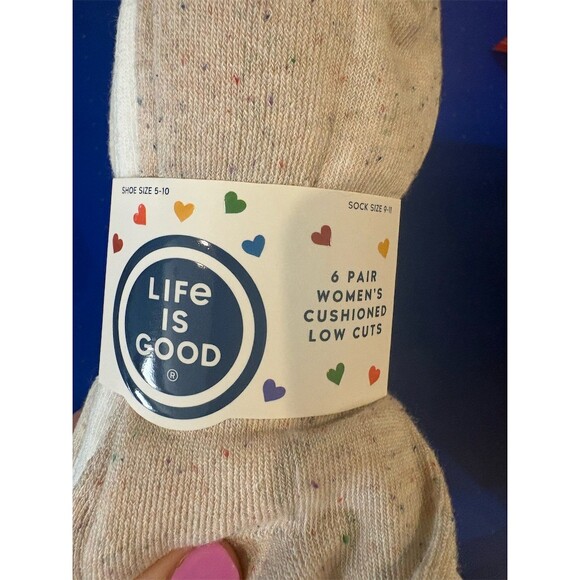 SHOE SIZE 5-10
SOCK SIZE 9-11
LIFe
IS
GOOD
®
6 PAIR
WOMEN'S
CUSHIONED
LOW CUTS